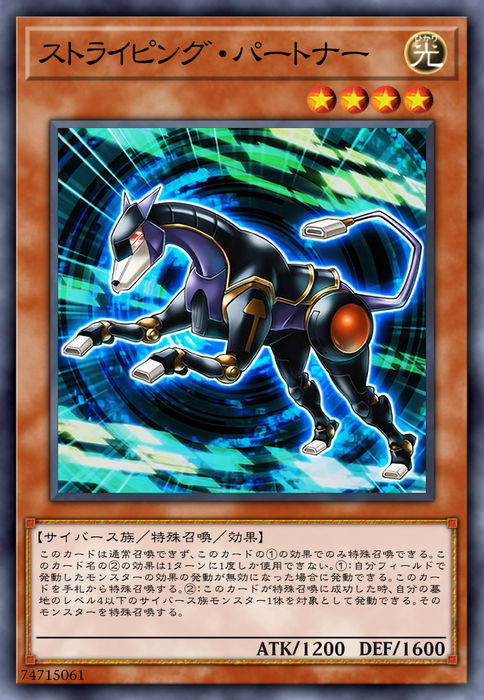 ストライピング・パートナー
ひかり
光
【サイバース族／特殊召喚／効果】
このカードは通常召喚できず、このカードの①の効果でのみ特殊召喚できる。こ
のカード名の②の効果は1ターンに1度しか使用できない。①：自分フィールドで
発動したモンスターの効果の発動が無効になった場合に発動できる。このカー
ドを手札から特殊召喚する。②：このカードが特殊召喚に成功した時、自分の墓
地のレベル4以下のサイバース族モンスター1体を対象として発動できる。その
モンスターを特殊召喚する。
ATK/1200 DEF/1600
74715061